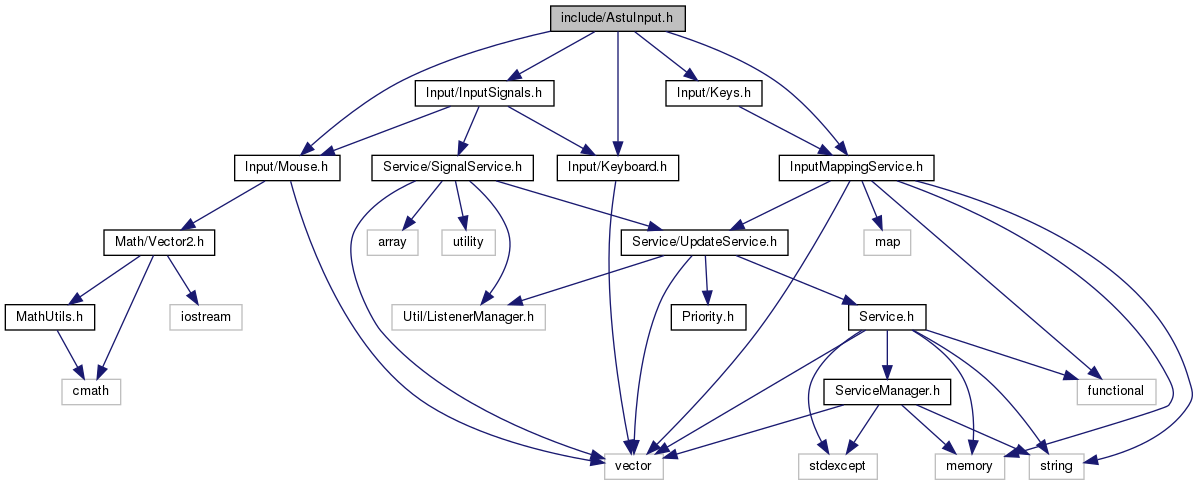 include/AstuInput.h
Input/InputSignals.h
Input/Keys.h
Input/Mouse.h
Service/SignalService.h
Input/Keyboard.h
InputMappingService.h
Math/Vector2.h
array
utility
Service/UpdateService.h
map
MathUtils.h
iostream
Util/ListenerManager.h
Priority.h
Service.h
cmath
ServiceManager.h
functional
vector
stdexcept
memory
string